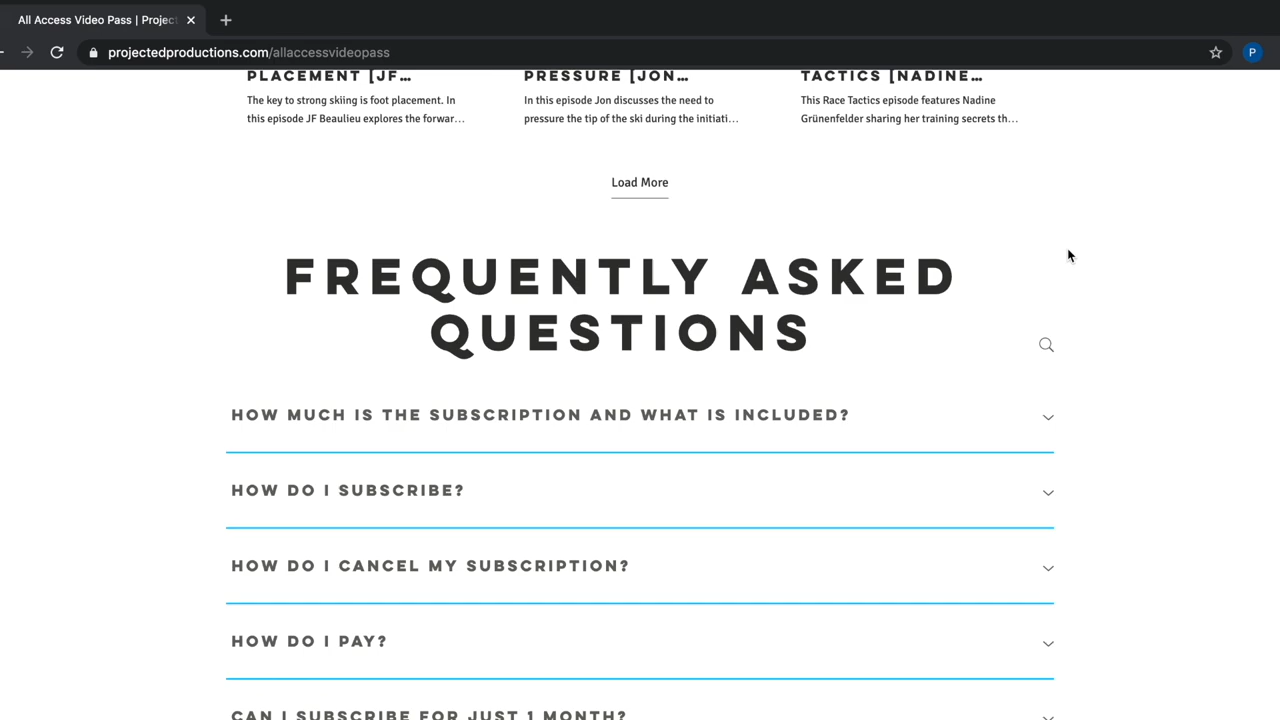 All Access Video Pass | Project
projectedproductions.com/allaccessvideopass
P
PLACEMENT [JF…
PRESSURE [JON…
TACTICS [NADINE…
The key to strong skiing is foot placement. In
this episode JF Beaulieu explores the forwar…
In this episode Jon discusses the need to
pressure the tip of the ski during the initiati…
This Race Tactics episode features Nadine
Grünenfelder sharing her training secrets th…
Load More
FREQUENTLY ASKED
QUESTIONS
HOW MUCH IS THE SUBSCRIPTION AND WHAT IS INCLUDED?
HOW DO I SUBSCRIBE?
HOW DO I CANCEL MY SUBSCRIPTION?
HOW DO I PAY?
CAN I SUBSCRIBE FOR JUST 1 MONTH?